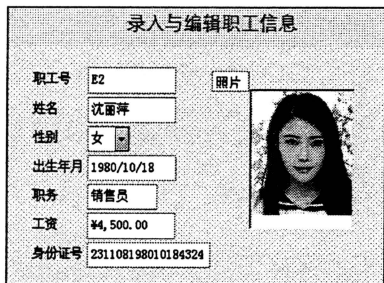 录入与编辑职工信息
职工号 E2
照片
姓名 沈丽萍
性别 女
出生年月 1980/10/18
职务 销售员
工资 ¥4,500.00
身份证号 231108198010184324